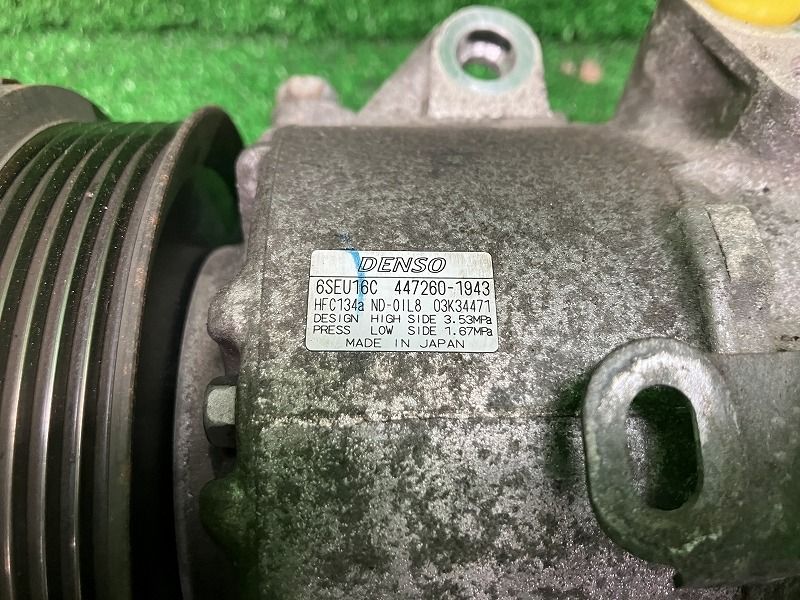 DENSO
6SEU16C 447260-1943
HFC134a ND-OIL8 03K34471
DESIGN HIGH SIDE 3.53MPa
PRESS LOW SIDE 1.67MPa
MADE IN JAPAN